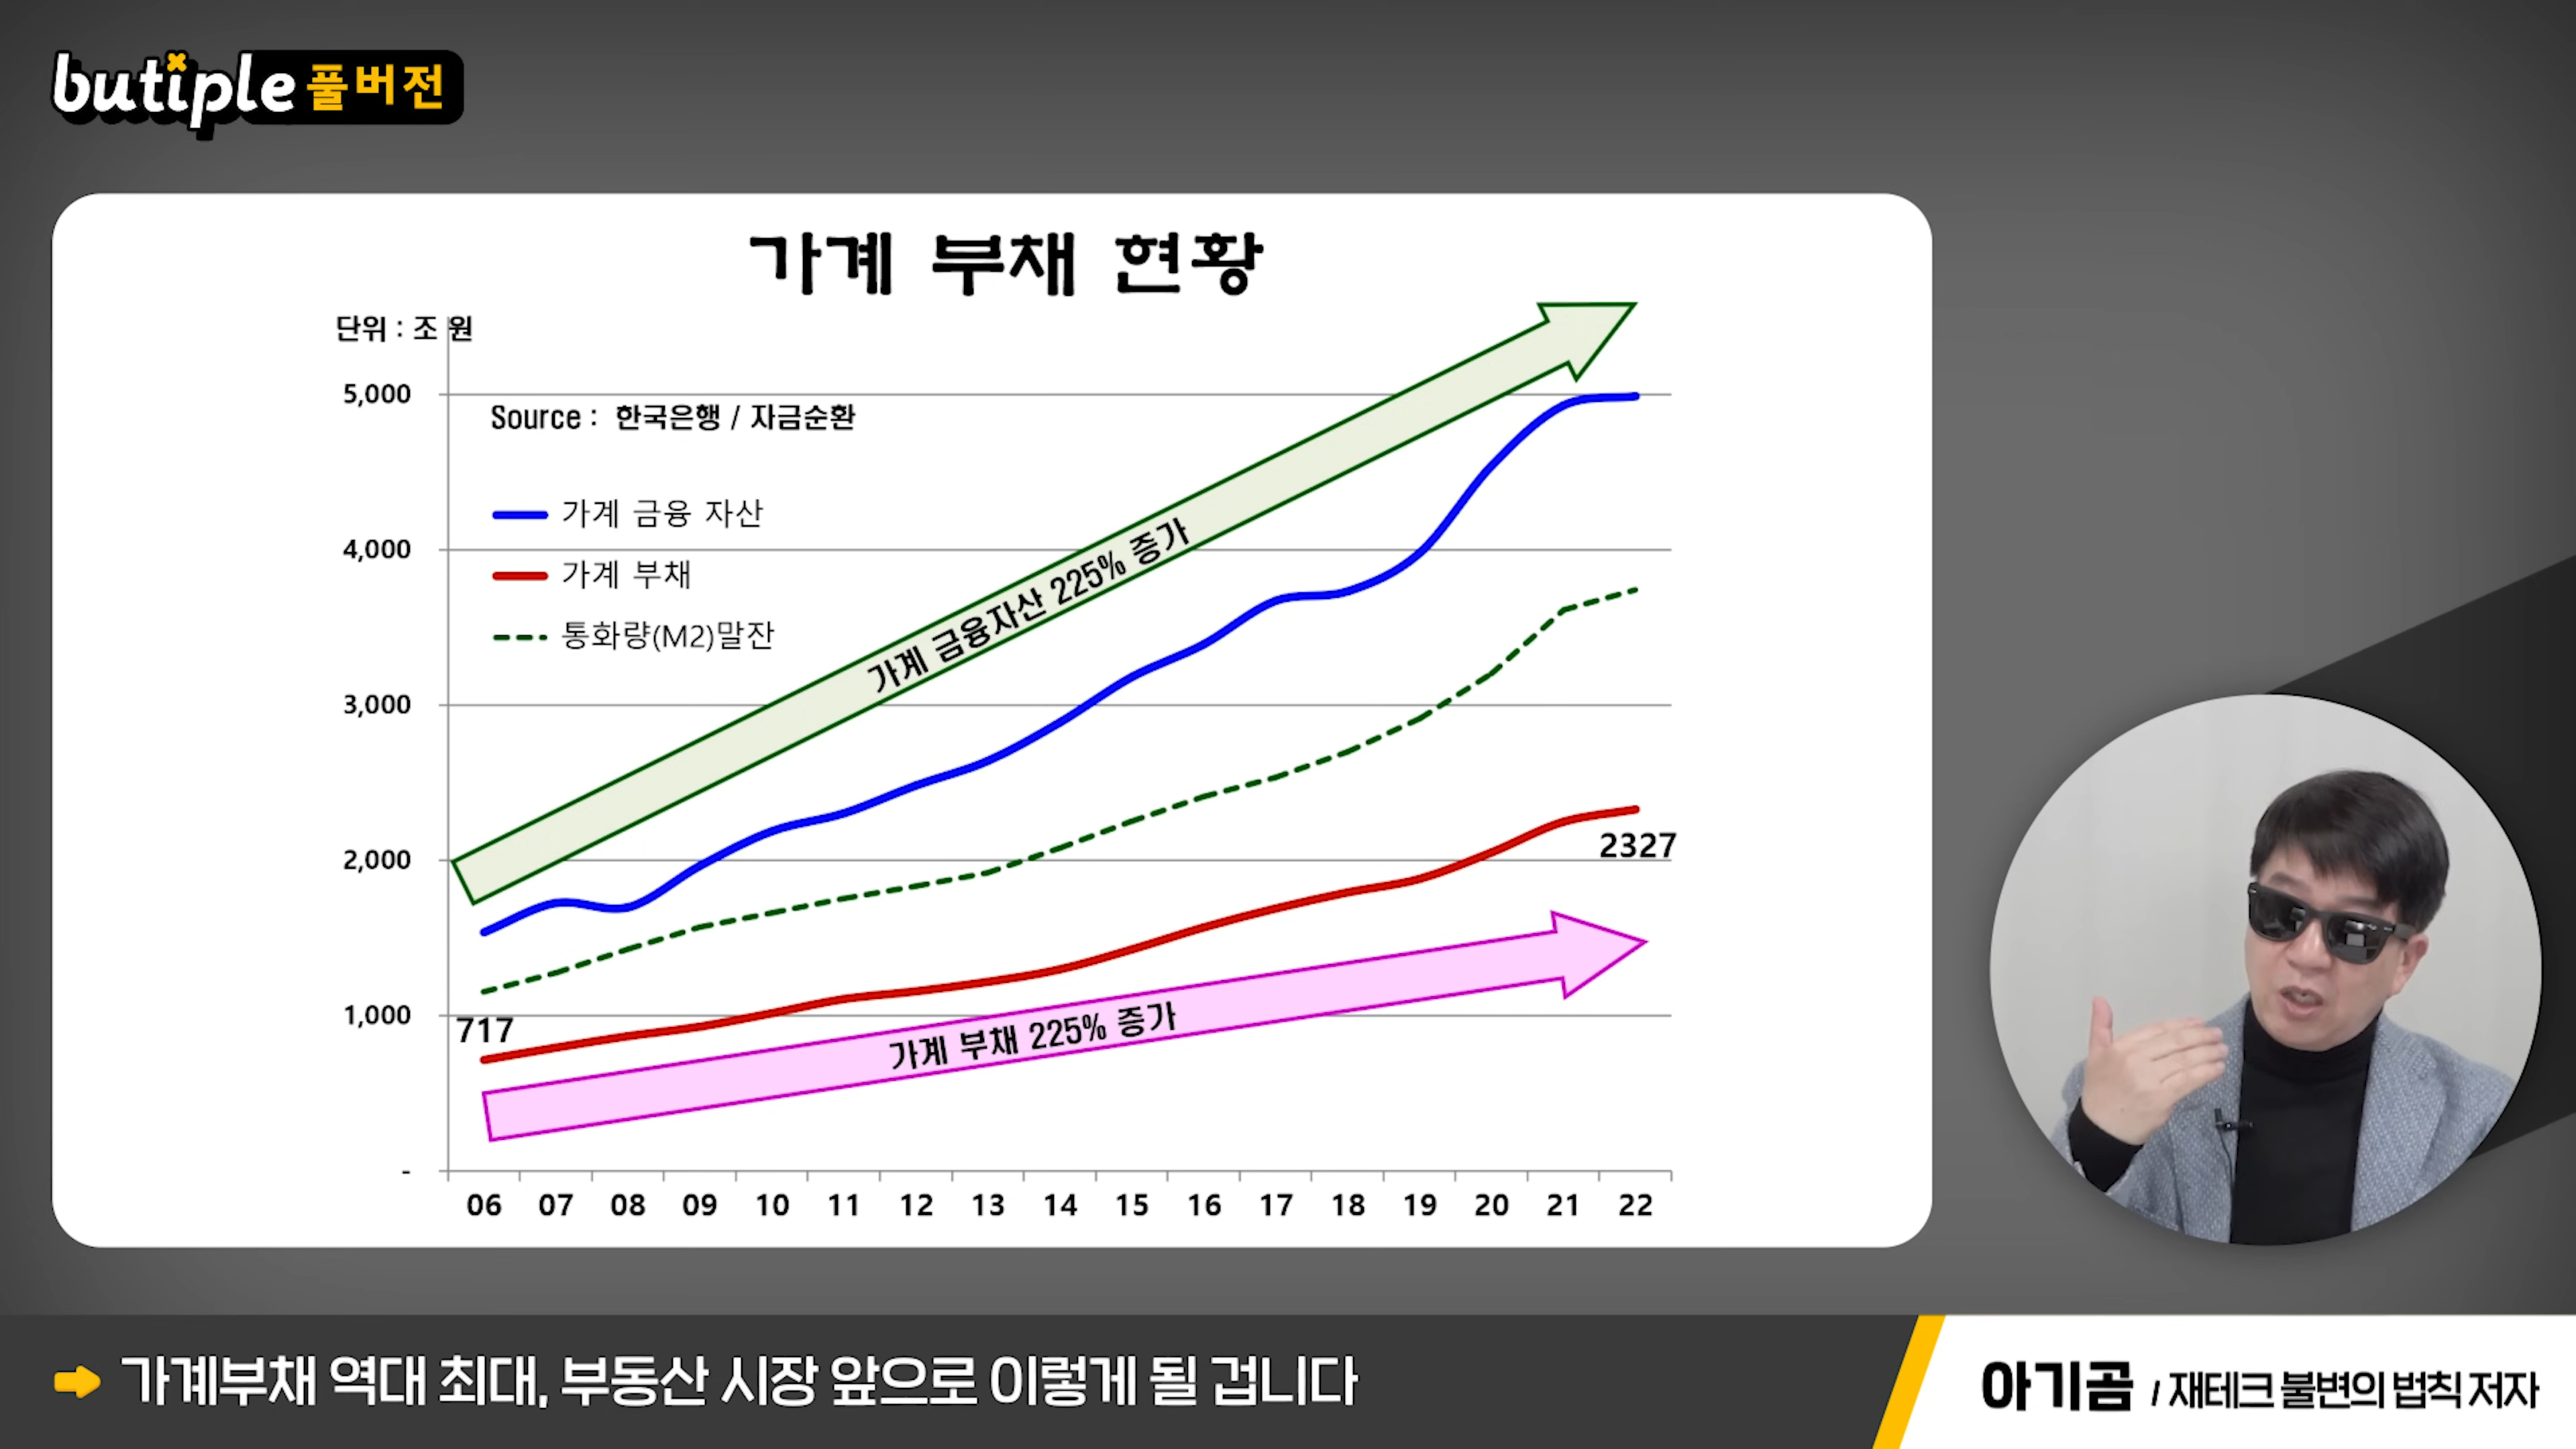 butiple 풀버전
가계 부채 현황
단위 : 조 원
5,000
4,000
3,000
2,000
1,000
-
Source : 한국은행 / 자금순환
가계 금융 자산
가계 부채
통화량(M2)말잔
가계 금융자산 225% 증가
2327
717
가계 부채 225% 증가
06 07 08 09 10 11 12 13 14 15 16 17 18 19 20 21 22
가계부채 역대 최대, 부동산 시장 앞으로 이렇게 될 겁니다
아기곰 / 재테크 불변의 법칙 저자